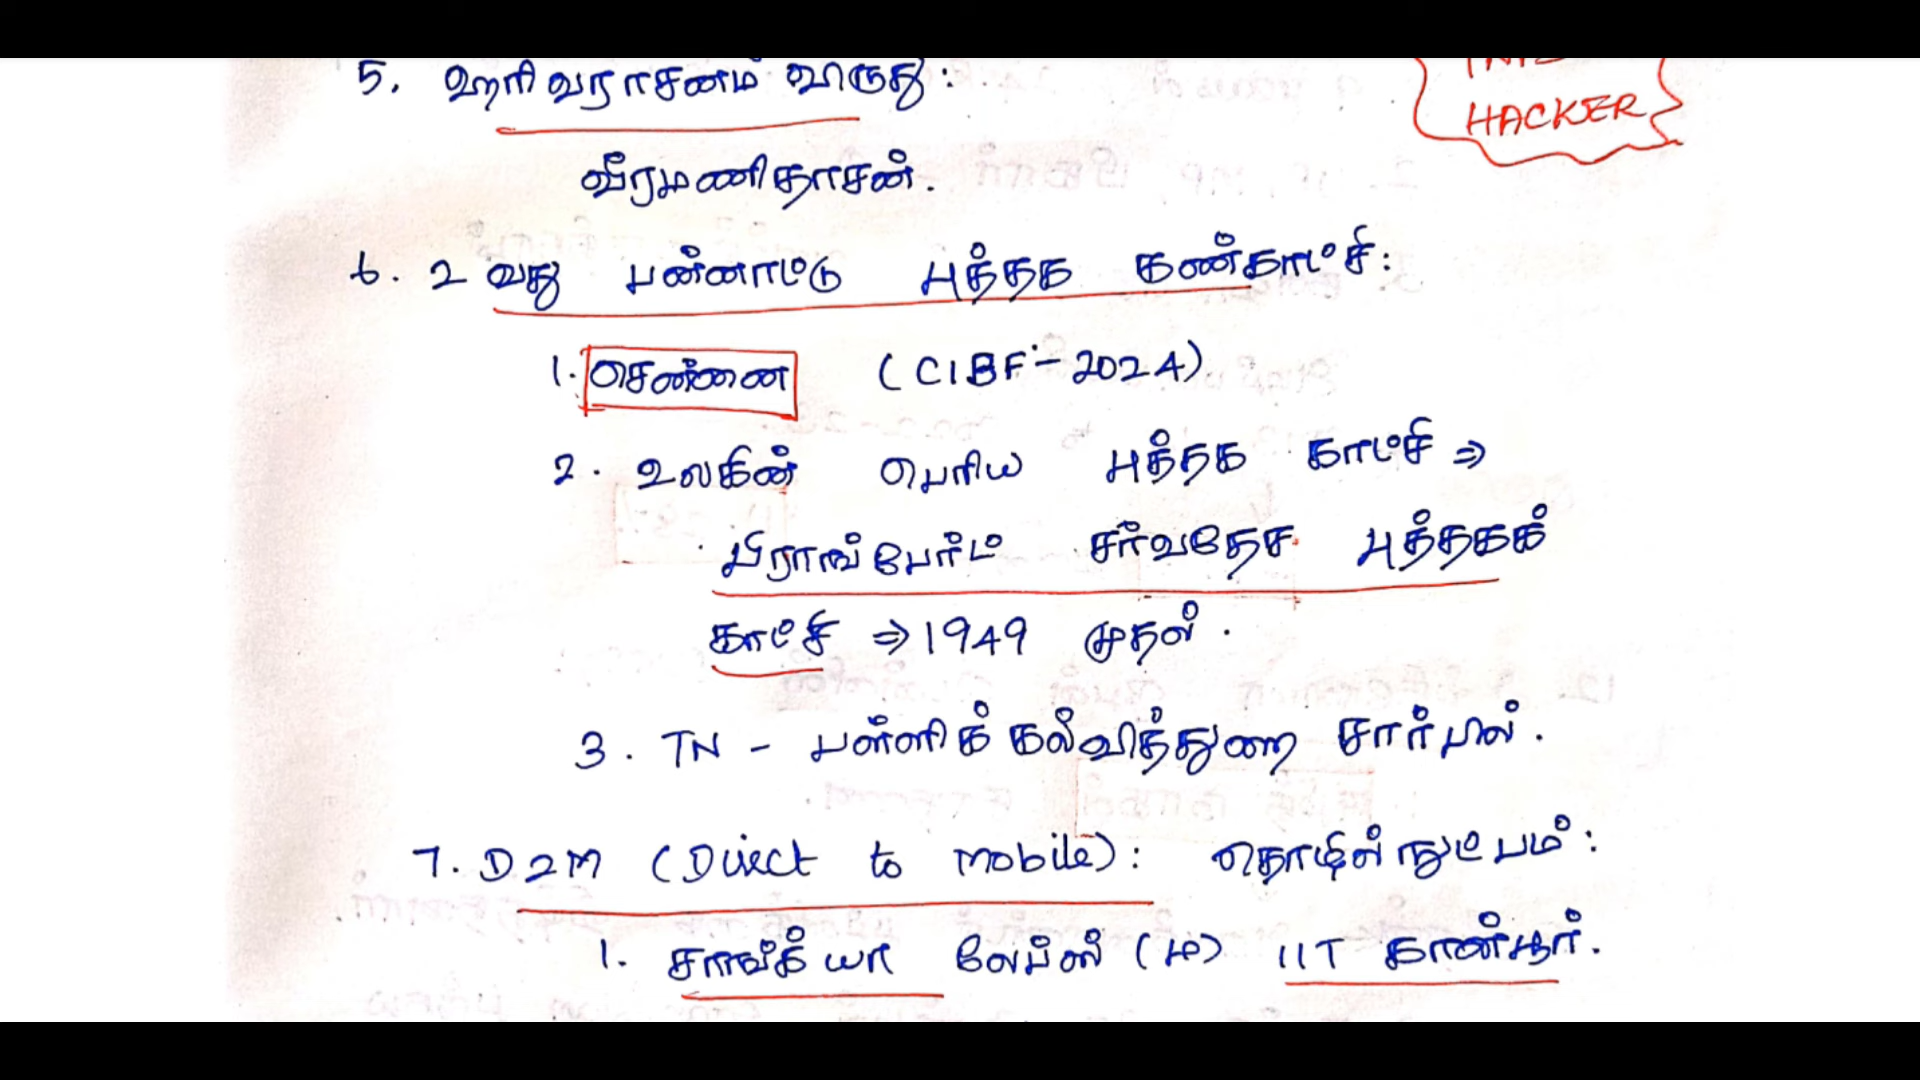 5. ஹரிவராசனம் விருது:
HACKER
வீரமணிதாசன்.
6. 2 வது பன்னாட்டு புத்தக கண்காட்சி:
1. சென்னை (CIBF - 2024)
2. உலகின் பெரிய புத்தக காட்சி ⇒
பிராங்பேர்ட் சர்வதேச புத்தகக்
காட்சி ⇒ 1949 முதல்.
3. TN - பள்ளிக் கல்வித்துறை சார்பில்.
7. D2M (Direct to Mobile): தொழில்நுட்பம்:
1. சாங்க்யா லேப்ஸ் (ம) IIT கான்பூர்.